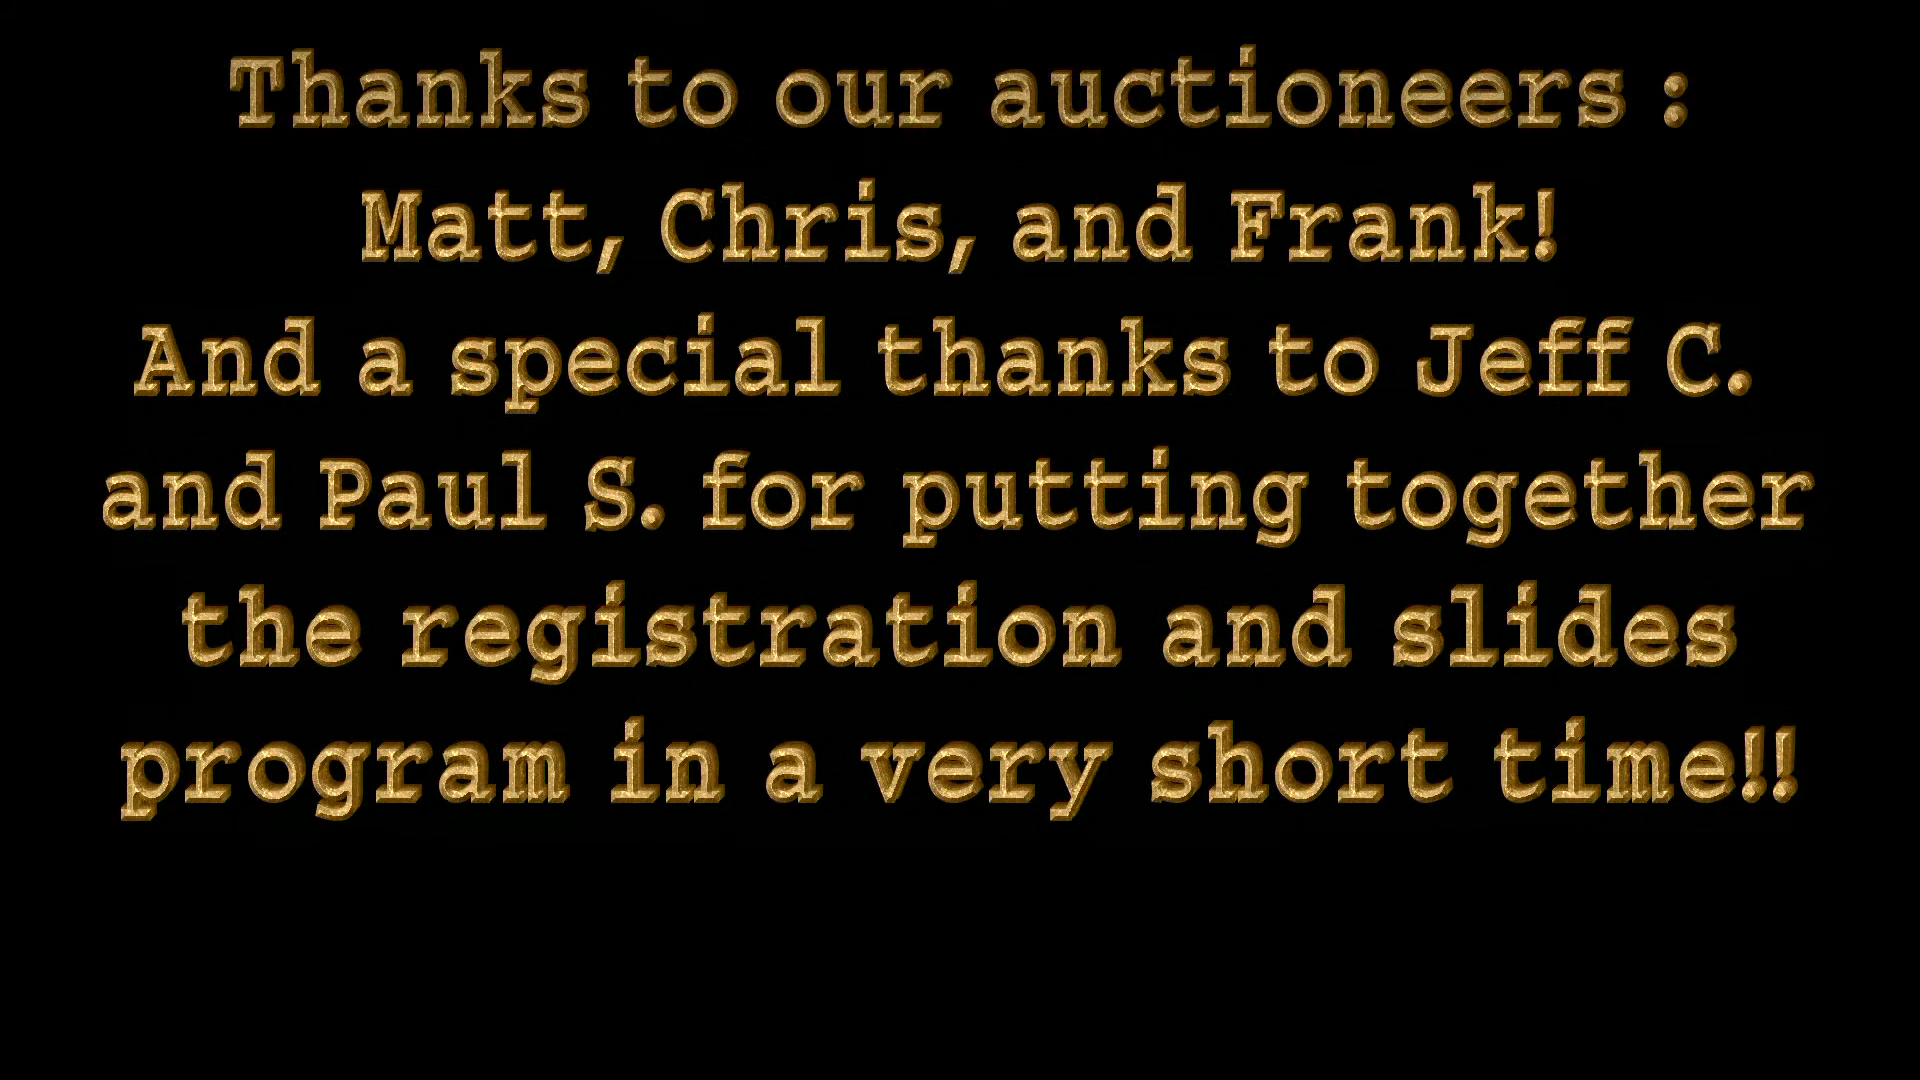 Thanks to our auctioneers :
Matt, Chris, and Frank!
And a special thanks to Jeff C.
and Paul S. for putting together
the registration and slides
program in a very short time!!